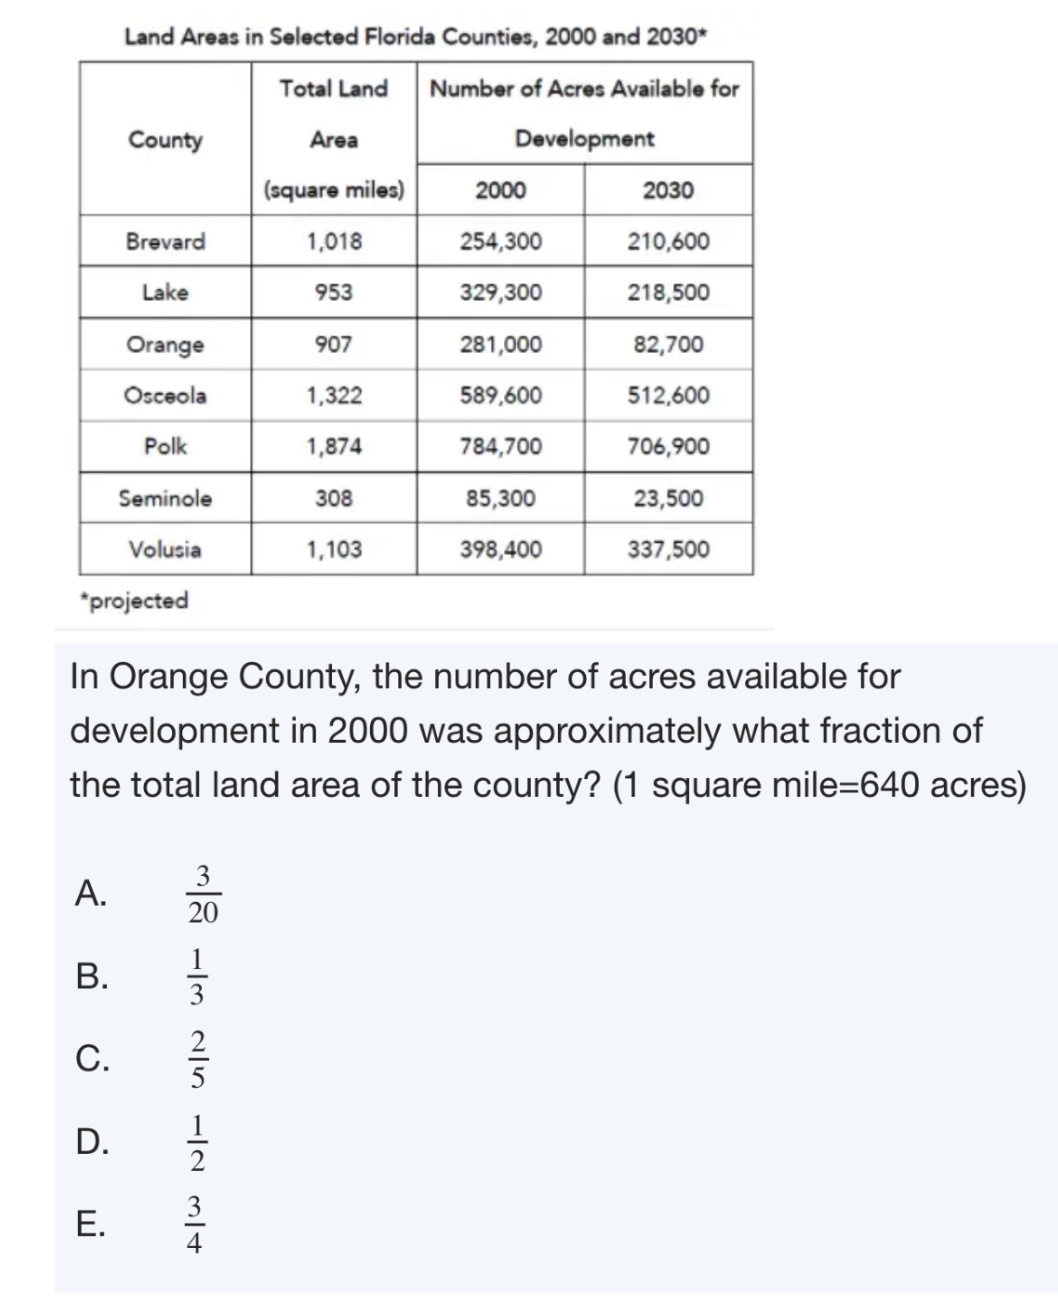 Land Areas in Selected Florida Counties, 2000 and 2030*
County
Total Land
Area
(square miles)
Number of Acres Available for
Development
2000 2030
Brevard 1,018 254,300 210,600
Lake 953 329,300 218,500
Orange 907 281,000 82,700
Osceola 1,322 589,600 512,600
Polk 1,874 784,700 706,900
Seminole 308 85,300 23,500
Volusia 1,103 398,400 337,500
*projected
In Orange County, the number of acres available for
development in 2000 was approximately what fraction of
the total land area of the county? (1 square mile=640 acres)
A. 3/20
B. 1/3
C. 2/5
D. 1/2
E. 3/4